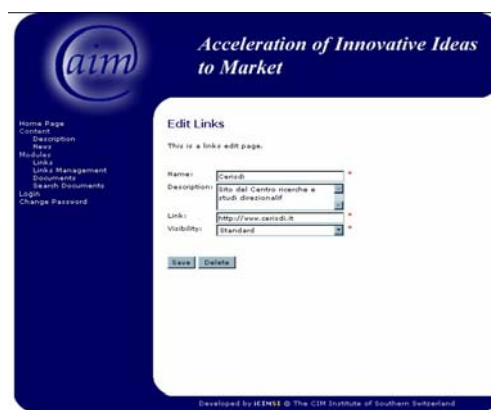 aim
Acceleration of Innovative Ideas
to Market
Home Page
Content
Description
News
Modules
Links
Links Management
Documents
Search Documents
Login
Change Password
Edit Links
This is a links edit page.
Name: Cerisdi *
Description: Sito del Centro ricerche e
studi direzionalif
Link: http://www.cerisdi.it *
Visibility: Standard *
Save Delete
Developed by iCIMSI @ The CIM Institute of Southern Switzerland